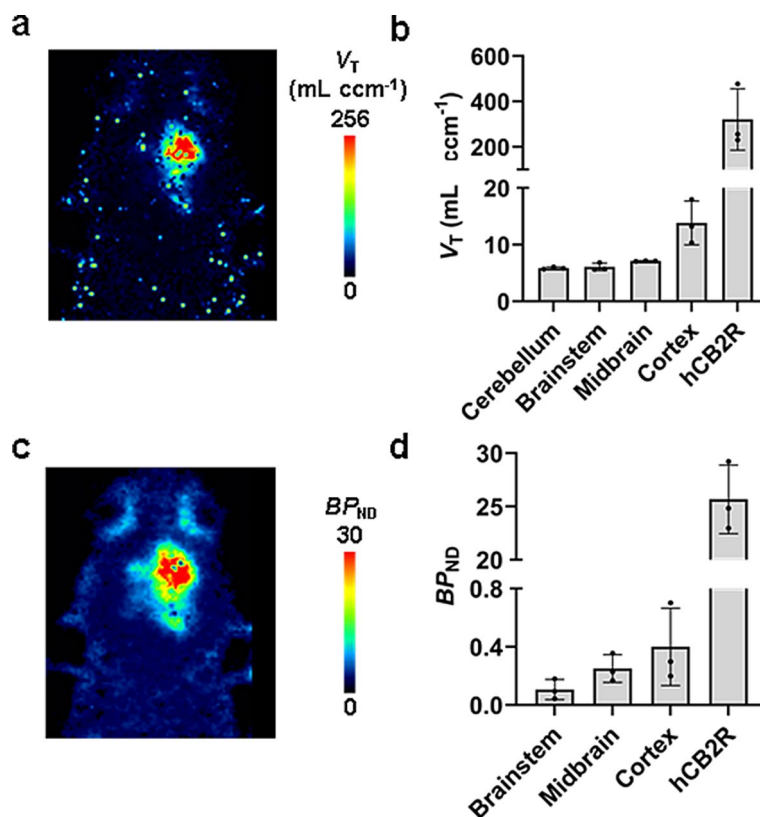 a
V_T
(mL ccm⁻¹)
256
0
b
V_T (mL ccm⁻¹)
600
400
200
20
10
0
Cerebellum
Brainstem
Midbrain
Cortex
hCB2R
c
BP_ND
30
0
d
BP_ND
30
25
20
0.8
0.4
0.0
Brainstem
Midbrain
Cortex
hCB2R